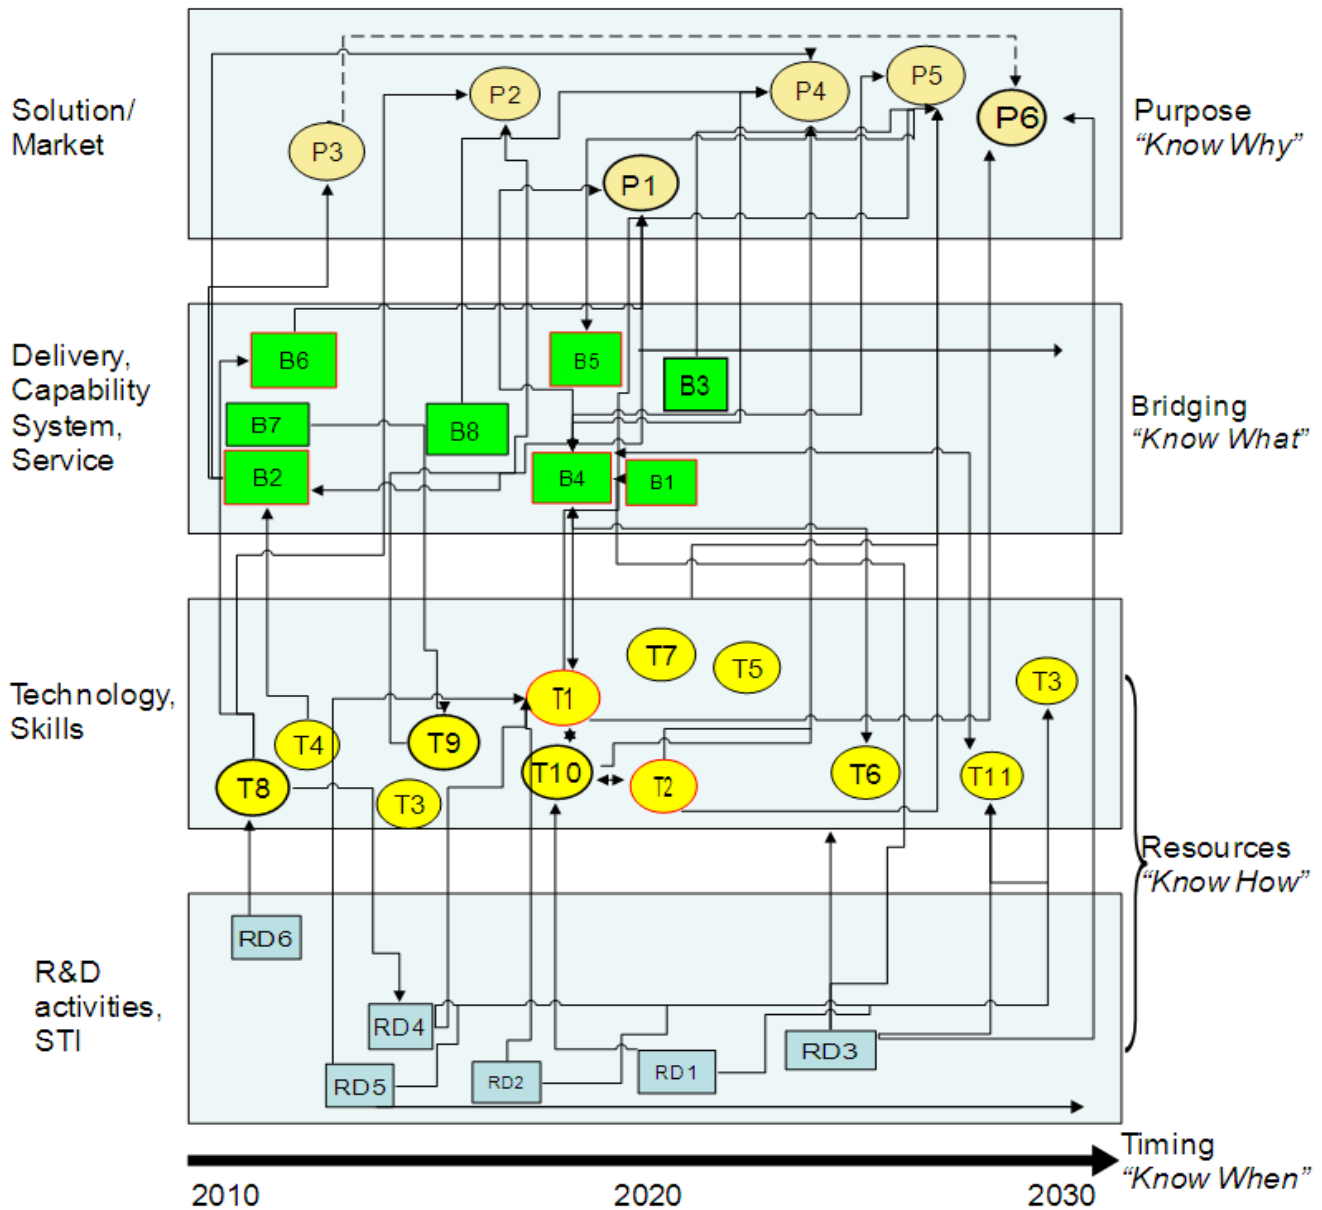 Solution/
Market
P3
P2
P1
P4
P5
P6
Purpose
“Know Why”
Delivery,
Capability
System,
Service
B6
B7
B2
B8
B5
B4
B3
B1
Bridging
“Know What”
Technology,
Skills
T8
T4
T3
T9
T1
T10
T7
T2
T5
T6
T11
T3
Resources
“Know How”
R&D
activities,
STI
RD6
RD4
RD5
RD2
RD1
RD3
Timing
“Know When”
2010
2020
2030